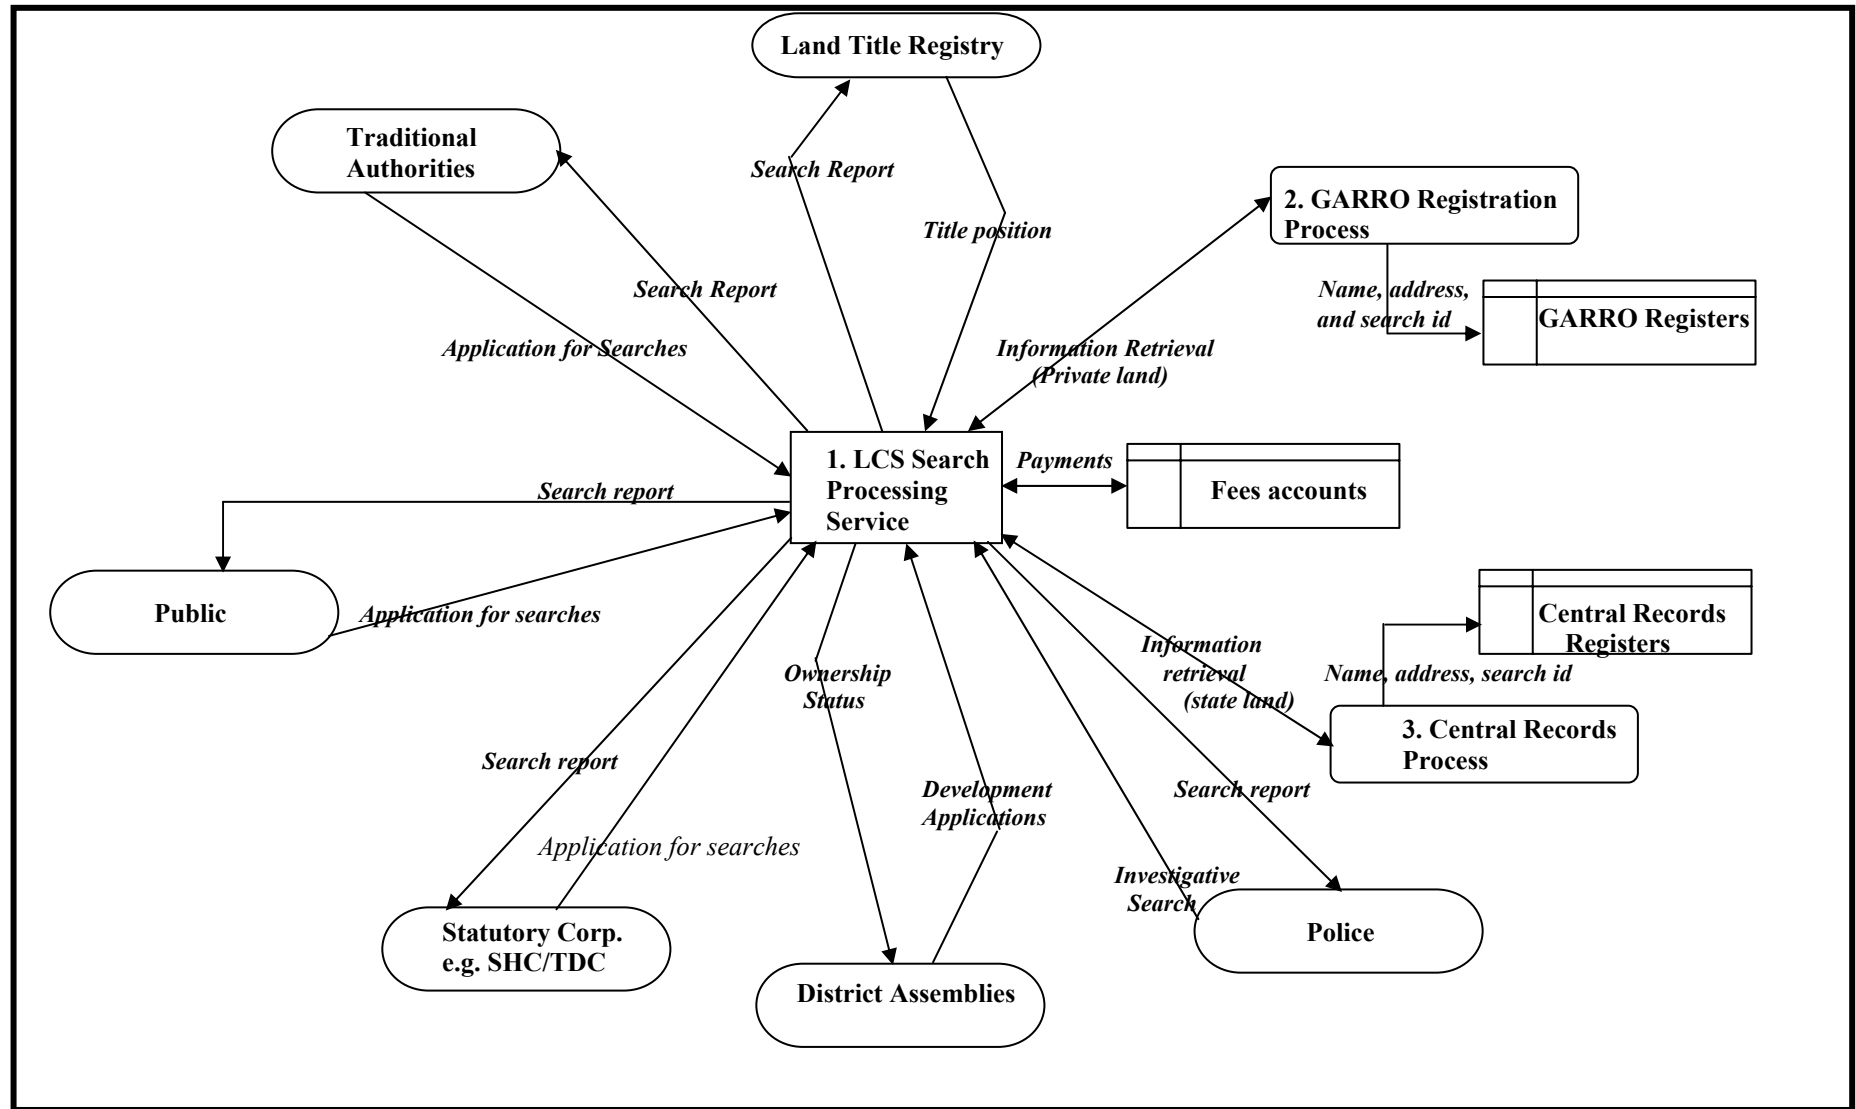 Land Title Registry
Traditional
Authorities
Search Report
Title position
2. GARRO Registration
Process
Name, address,
and search id
GARRO Registers
Search Report
Application for Searches
Information Retrieval
(Private land)
1. LCS Search
Processing
Service
Payments
Fees accounts
Search report
Public
Application for searches
Information
retrieval
(state land)
Central Records
Registers
Name, address, search id
3. Central Records
Process
Ownership
Status
Search report
Development
Applications
Search report
Application for searches
Investigative
Search
Statutory Corp.
e.g. SHC/TDC
District Assemblies
Police